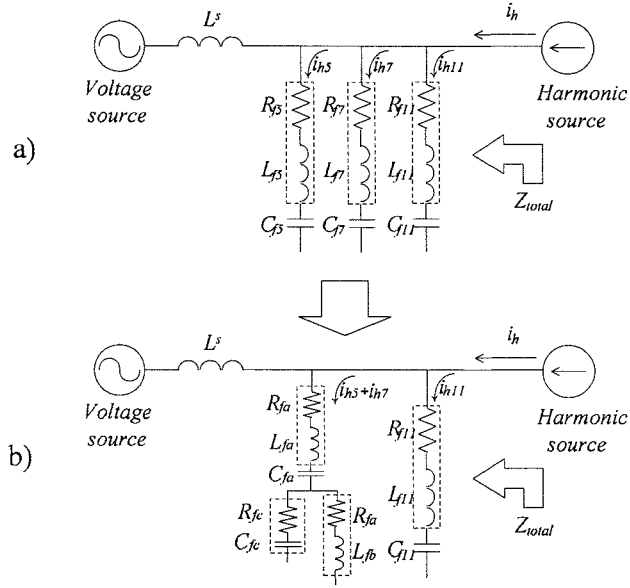 a)
L^s
Voltage
source
i_h
Harmonic
source
i_h5
i_h7
i_h11
R_f5
R_f7
R_f11
L_f5
L_f7
L_f11
C_f5
C_f7
C_f11
Z_total
b)
L^s
Voltage
source
i_h
Harmonic
source
i_h5+i_h7
i_h11
R_fa
L_fa
C_fa
R_fc
C_fc
R_fa
L_fb
R_f11
L_f11
C_f11
Z_total